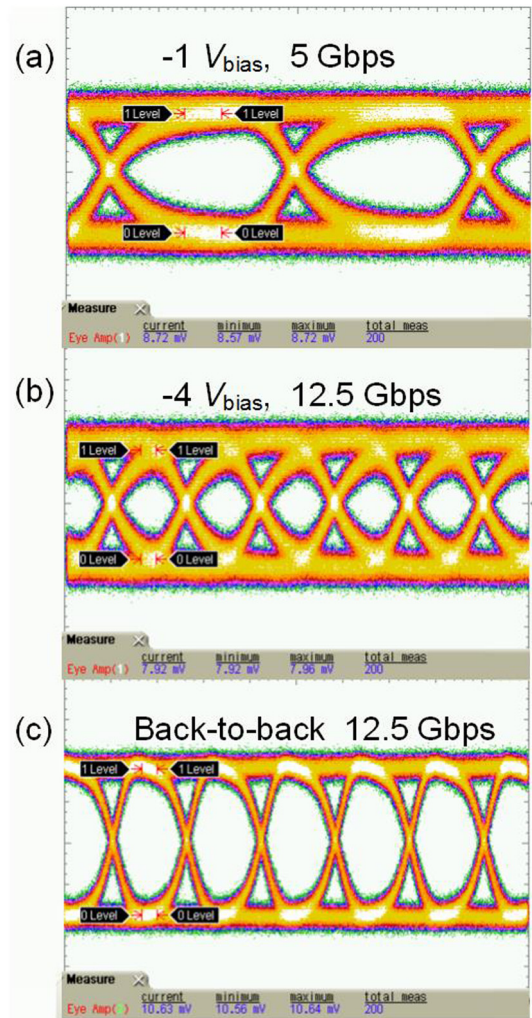 (a) -1 Vbias, 5 Gbps
1 Level 1 Level
0 Level 0 Level
Measure
current minimum maximum total meas
Eye Amp(1) 8.72 mV 8.57 mV 8.72 mV 200
(b) -4 Vbias, 12.5 Gbps
1 Level 1 Level
0 Level 0 Level
Measure
current minimum maximum total meas
Eye Amp(1) 7.92 mV 7.92 mV 7.96 mV 200
(c) Back-to-back 12.5 Gbps
1 Level 1 Level
0 Level 0 Level
Measure
current minimum maximum total meas
Eye Amp( ) 10.63 mV 10.56 mV 10.64 mV 200